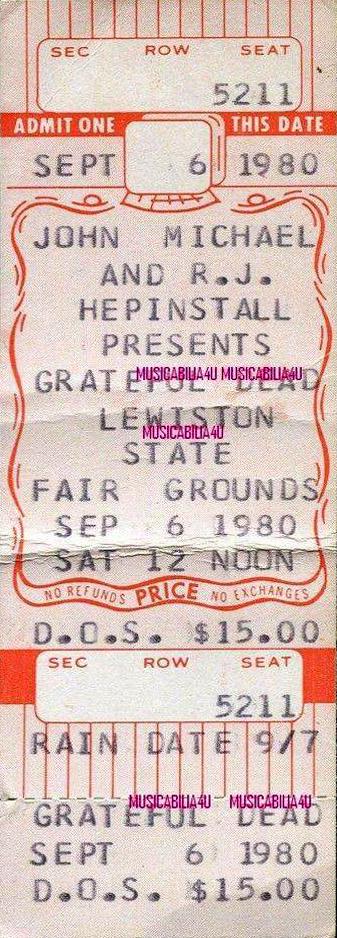 SEC ROW SEAT
5211
ADMIT ONE THIS DATE
SEPT 6 1980
JOHN MICHAEL
AND R.J.
HEPINSTALL
PRESENTS
MUSICABILIA4U MUSICABILIA4U
GRATEFUL DEAD
LEWISTON
MUSICABILIA4U
STATE
FAIR GROUNDS
SEP 6 1980
SAT 12 NOON
NO REFUNDS PRICE NO EXCHANGES
D.O.S. $15.00
SEC ROW SEAT
5211
RAIN DATE 9/7
MUSICABILIA4U MUSICABILIA4U
GRATEFUL DEAD
SEPT 6 1980
D.O.S. $15.00